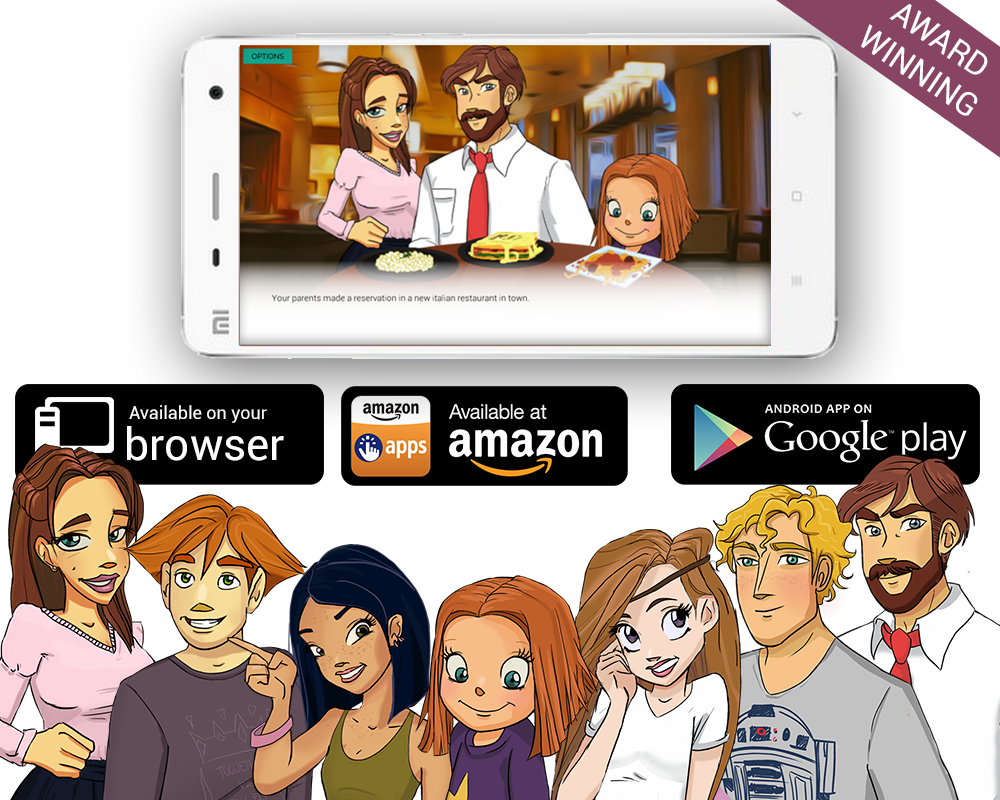 AWARD
WINNING
OPTIONS
Your parents made a reservation in a new italian restaurant in town.
Available on your
browser
amazon
apps
Available at
amazon
ANDROID APP ON
Google play